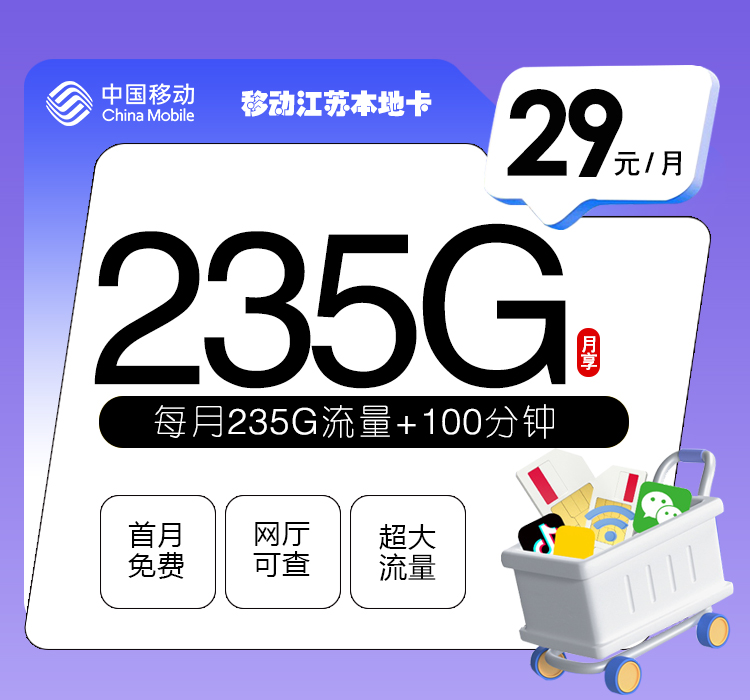 中国移动
China Mobile
移动江苏本地卡
29元/月
235G
月享
每月235G流量+100分钟
首月
免费
网厅
可查
超大
流量